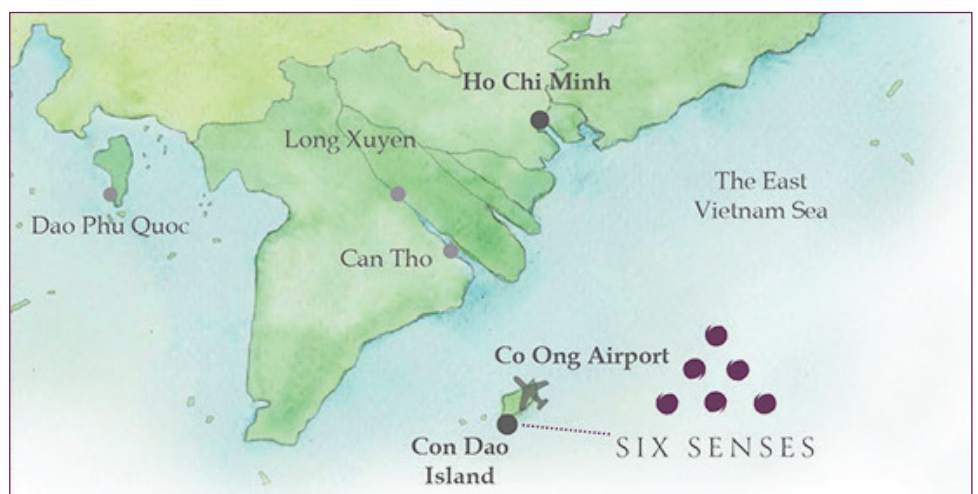 Ho Chi Minh
Long Xuyen
The East
Vietnam Sea
Dao Phu Quoc
Can Tho
Co Ong Airport
Con Dao
Island
SIX SENSES